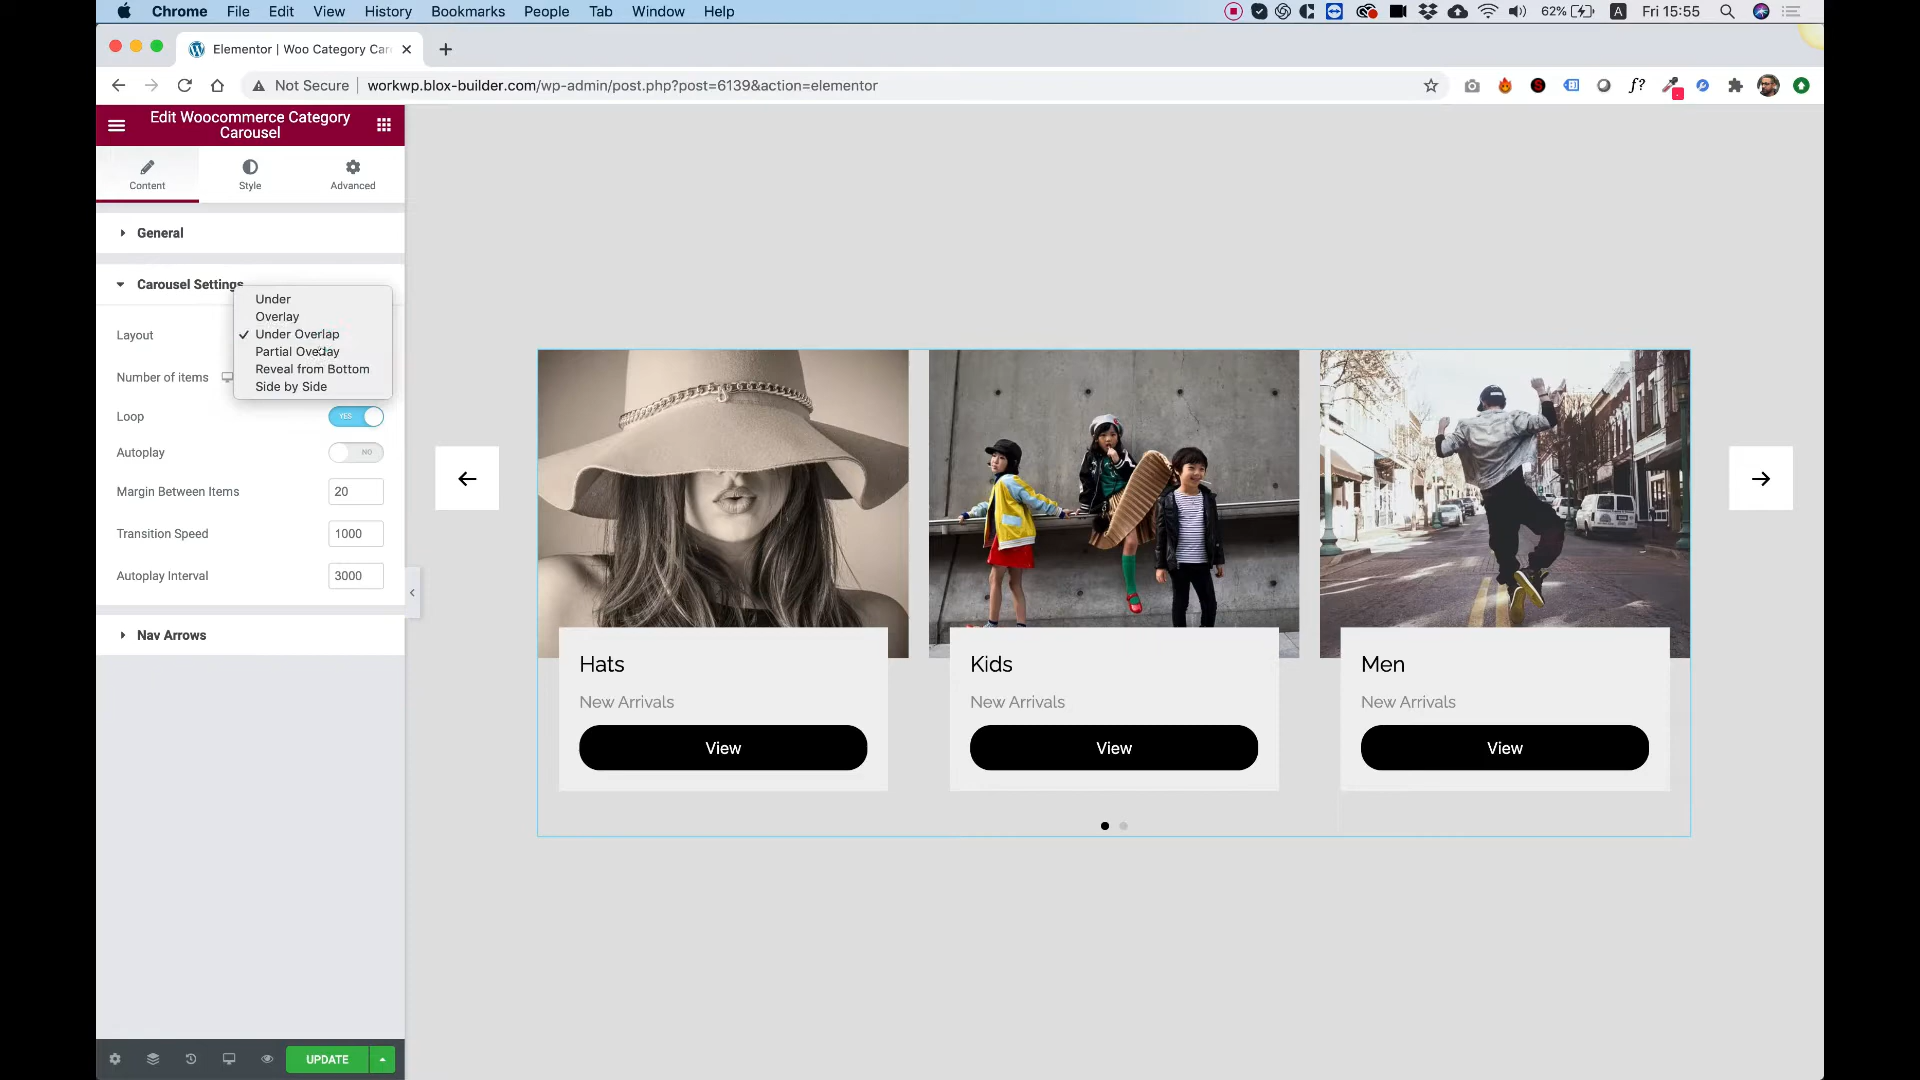 Chrome File Edit View History Bookmarks People Tab Window Help
62% A Fri 15:55
Elementor | Woo Category Car
Not Secure workwp.blox-builder.com/wp-admin/post.php?post=6139&action=elementor
f?
Edit Woocommerce Category
Carousel
Content Style Advanced
General
Carousel Settings
Under
Overlay
Layout
Under Overlap
Partial Overlay
Reveal from Bottom
Number of items
Side by Side
Loop YES
Autoplay NO
Margin Between Items 20
Transition Speed 1000
Autoplay Interval 3000
Nav Arrows
Hats
New Arrivals
View
Kids
New Arrivals
View
Men
New Arrivals
View
UPDATE